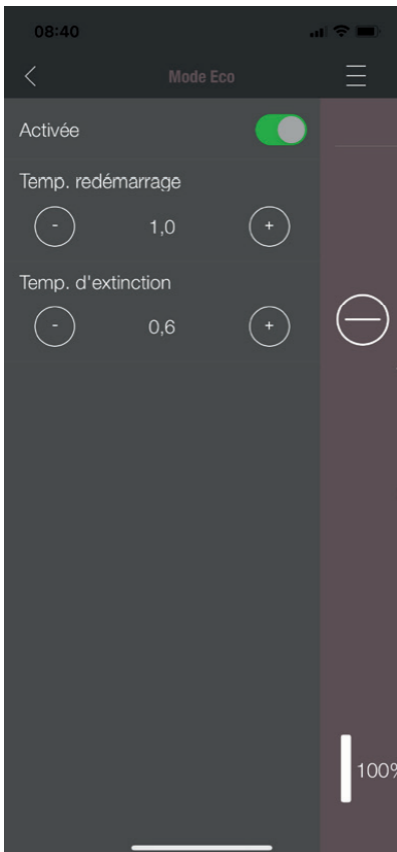 08:40
Mode Eco
Activée
Temp. redémarrage
- 1,0 +
Temp. d'extinction
- 0,6 +
100%